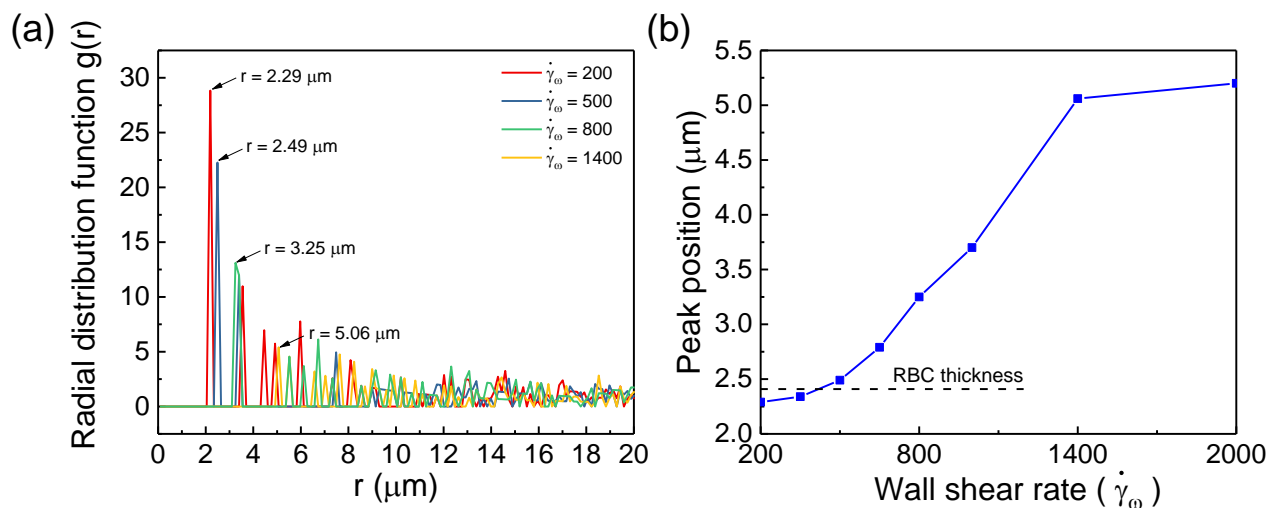 (a)
Radial distribution function g(r)
30
25
20
15
10
5
0
r = 2.29 μm
r = 2.49 μm
r = 3.25 μm
r = 5.06 μm
γ̇ω = 200
γ̇ω = 500
γ̇ω = 800
γ̇ω = 1400
0 2 4 6 8 10 12 14 16 18 20
r (μm)
(b)
Peak position (μm)
5.5
5.0
4.5
4.0
3.5
3.0
2.5
2.0
RBC thickness
200 800 1400 2000
Wall shear rate ( γ̇ω )